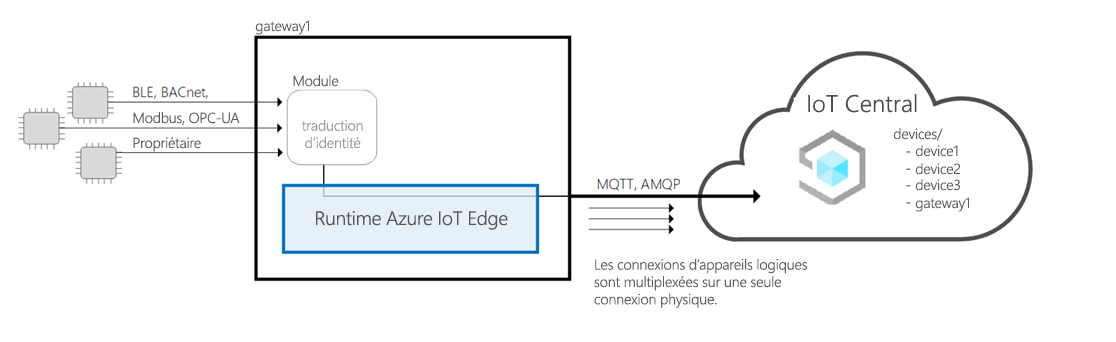 gateway1
Module
BLE, BACnet,
Modbus, OPC-UA
Propriétaire
traduction
d'identité
Runtime Azure IoT Edge
MQTT, AMQP
Les connexions d'appareils logiques
sont multiplexées sur une seule
connexion physique.
IoT Central
devices/
- device1
- device2
- device3
- gateway1